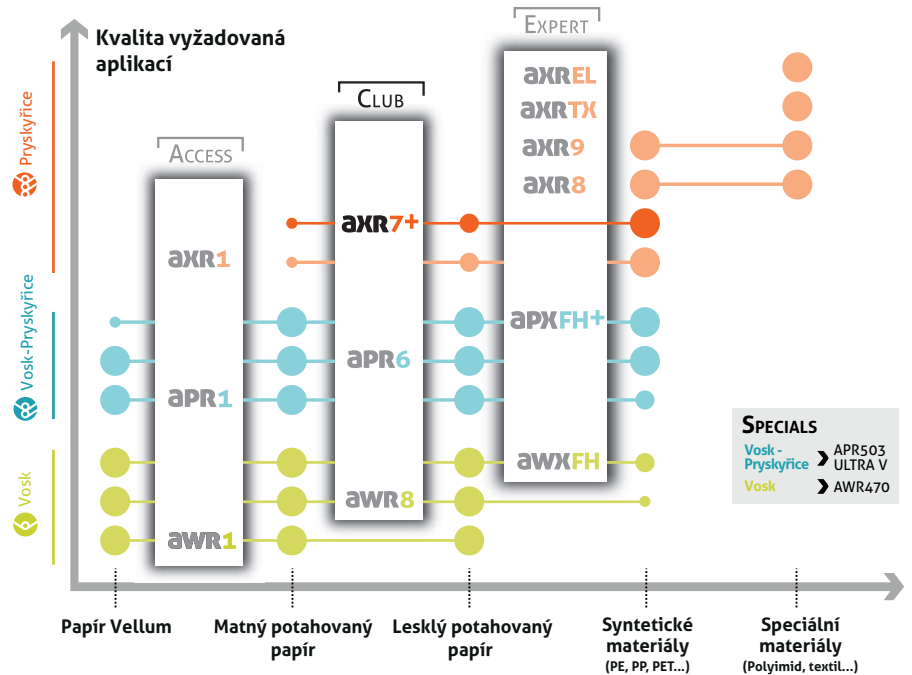 Kvalita vyžadovaná
aplikací
Access
Club
Expert
Pryskyřice
Vosk-Pryskyřice
Vosk
aXREL
aXRTX
aXR9
aXR8
aXR7+
aXR1
aPXFH+
aPR6
aPR1
aWXFH
aWR8
aWR1
Specials
Vosk -
Pryskyřice
APR503
ULTRA V
Vosk
AWR470
Papír Vellum
Matný potahovaný
papír
Lesklý potahovaný
papír
Syntetické
materiály
(PE, PP, PET...)
Speciální
materiály
(Polyimid, textil...)